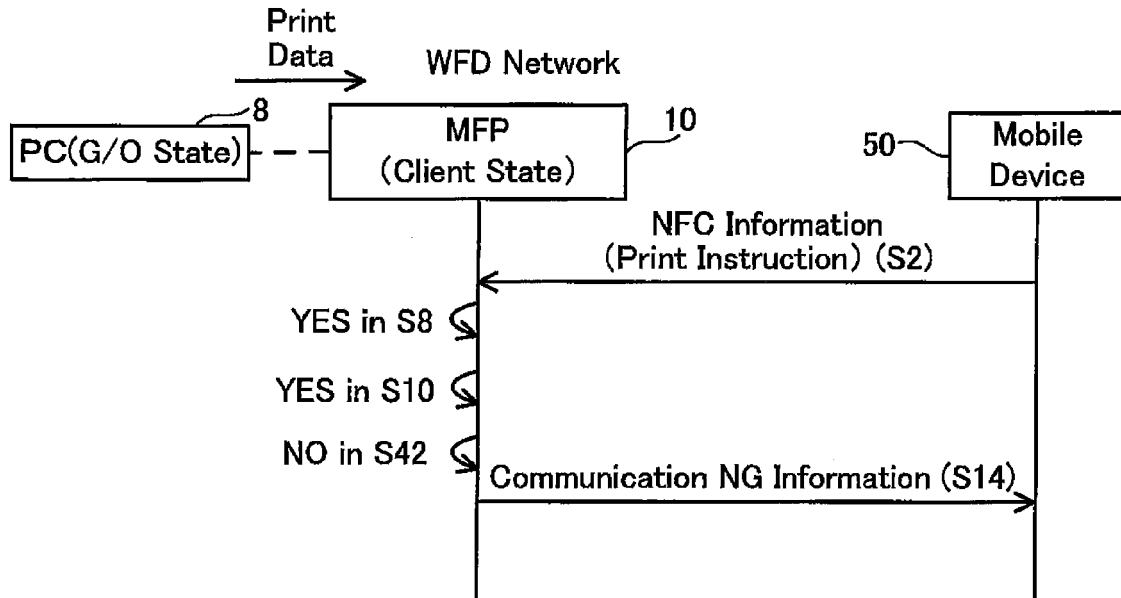 Print
Data
WFD Network
8
PC(G/O State)
MFP
(Client State)
10
50
Mobile
Device
NFC Information
(Print Instruction) (S2)
YES in S8
YES in S10
NO in S42
Communication NG Information (S14)